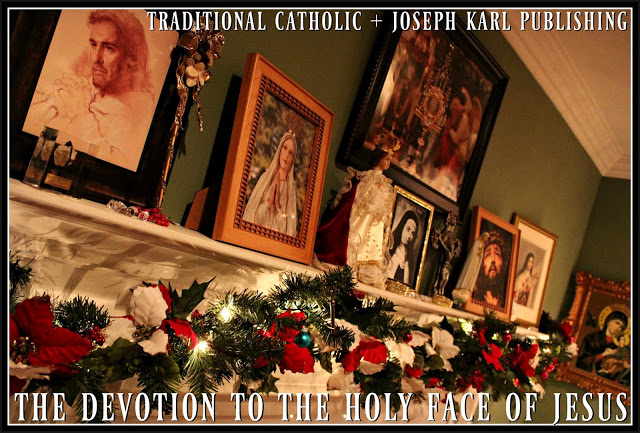 TRADITIONAL CATHOLIC + JOSEPH KARL PUBLISHING
THE DEVOTION TO THE HOLY FACE OF JESUS